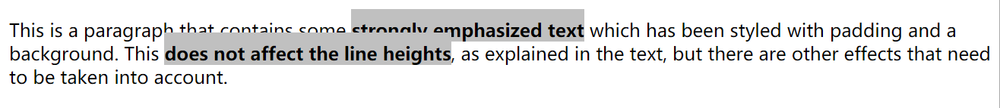 This is a paragraph that contains some strongly emphasized text which has been styled with padding and a
background. This does not affect the line heights, as explained in the text, but there are other effects that need
to be taken into account.